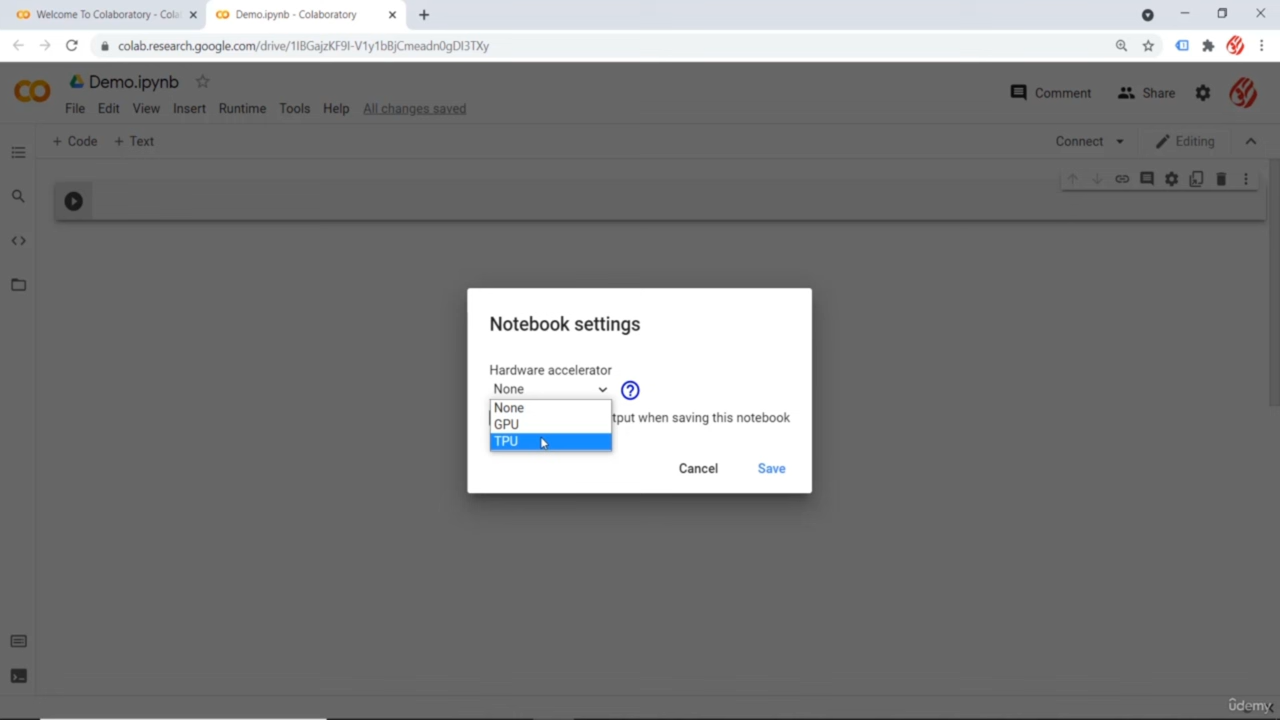 Welcome To Colaboratory - Cola
Demo.ipynb - Colaboratory
colab.research.google.com/drive/1IBGajzKF9I-V1y1bBjCmeadn0gDI3TXy
Demo.ipynb
File Edit View Insert Runtime Tools Help All changes saved
Comment Share
+ Code + Text
Connect Editing
Notebook settings
Hardware accelerator
None
None
GPU
TPU
tput when saving this notebook
Cancel Save
ûdemy